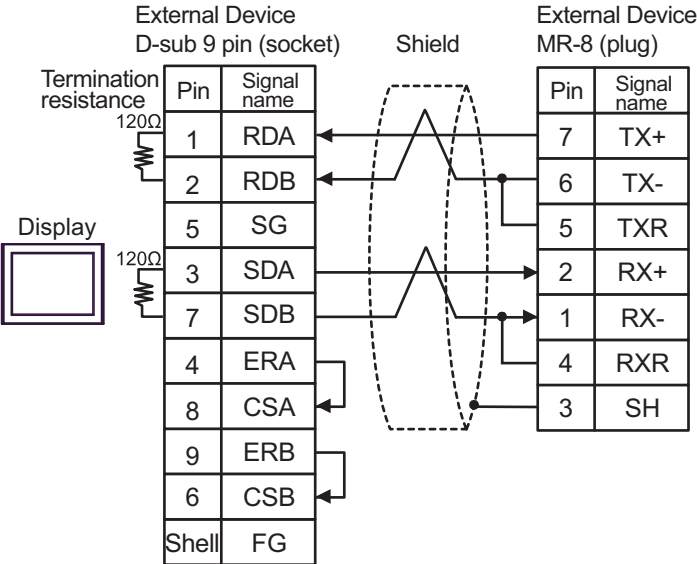 External Device
D-sub 9 pin (socket)
Shield
External Device
MR-8 (plug)
Termination
resistance
Pin Signal name
Pin Signal name
120Ω
1 RDA
7 TX+
2 RDB
6 TX-
5 SG
5 TXR
Display
120Ω
3 SDA
2 RX+
7 SDB
1 RX-
4 ERA
4 RXR
8 CSA
3 SH
9 ERB
6 CSB
Shell FG